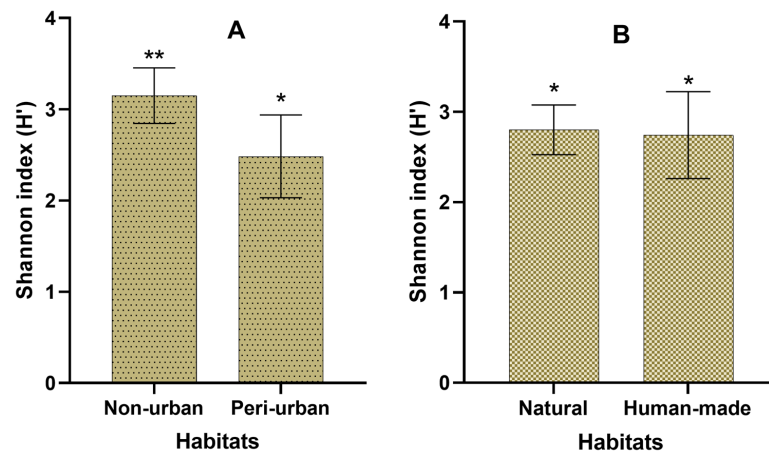 A
Shannon index (H')
4
3
2
1
0
**
*
Non-urban Peri-urban
Habitats
B
Shannon index (H')
4
3
2
1
0
*
*
Natural Human-made
Habitats